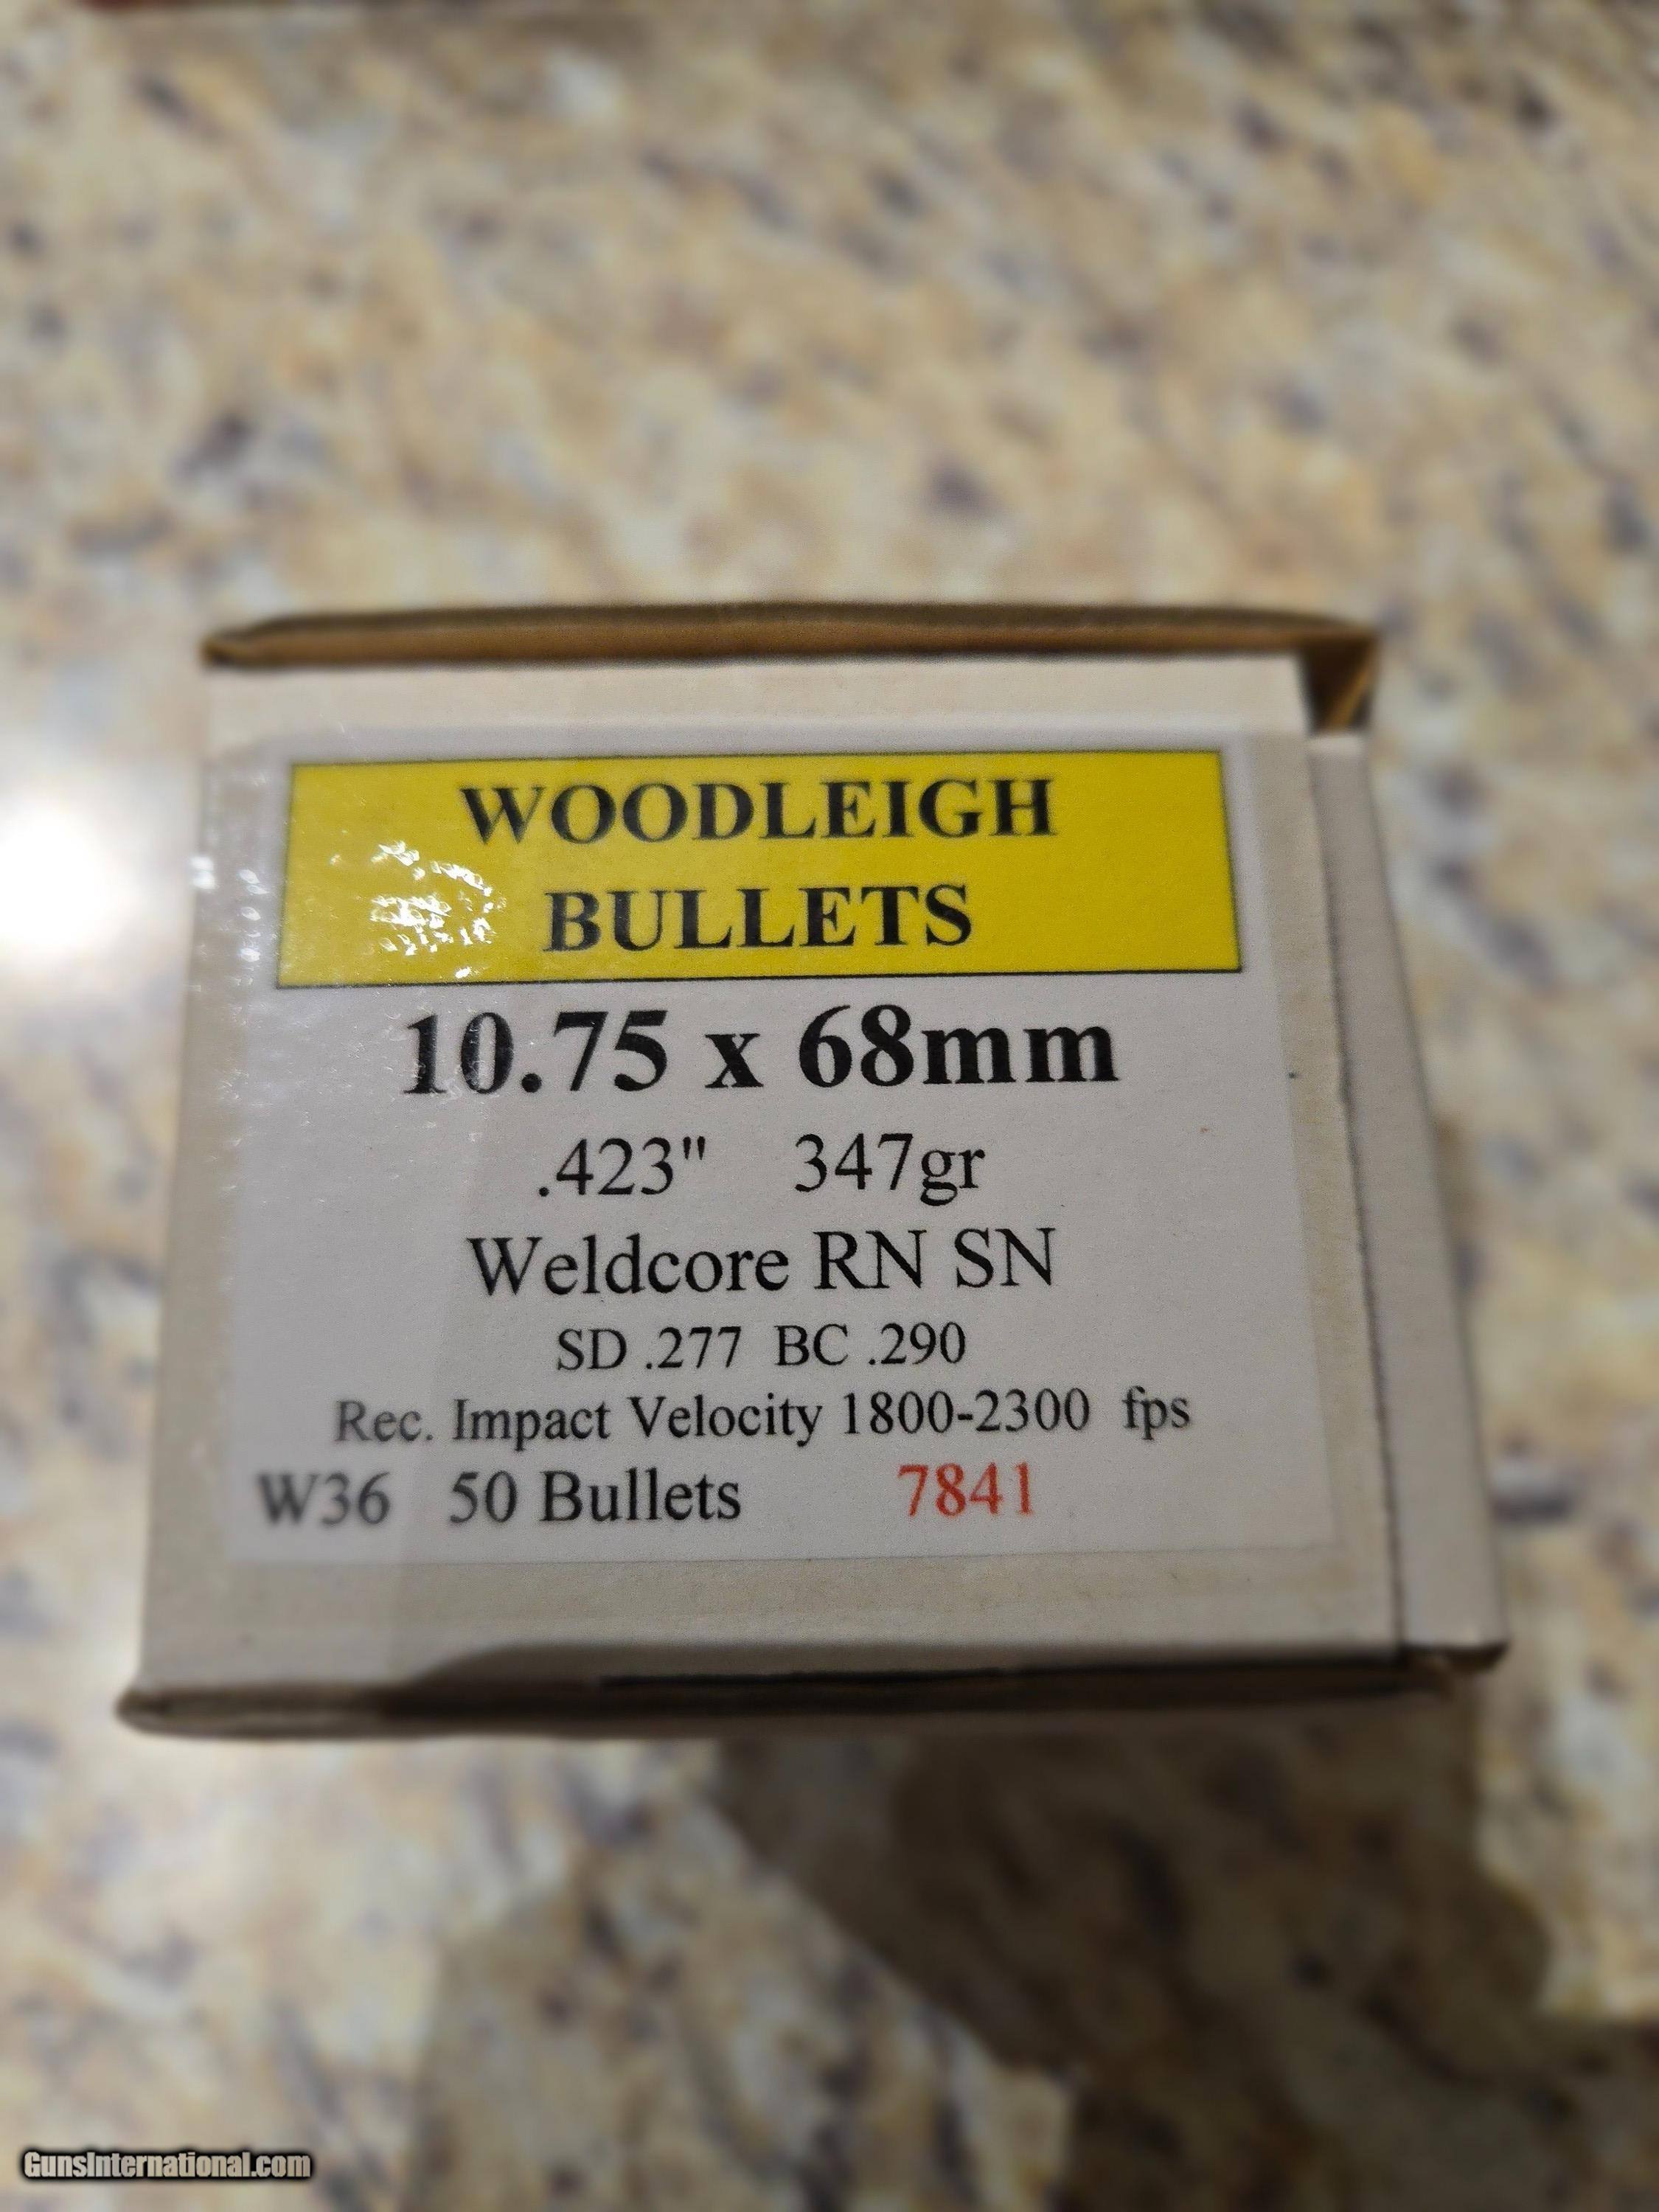 WOODLEIGH
BULLETS
10.75 x 68mm
.423" 347gr
Weldcore RN SN
SD .277 BC .290
Rec. Impact Velocity 1800-2300 fps
W36 50 Bullets 7841
GunsInternational.com